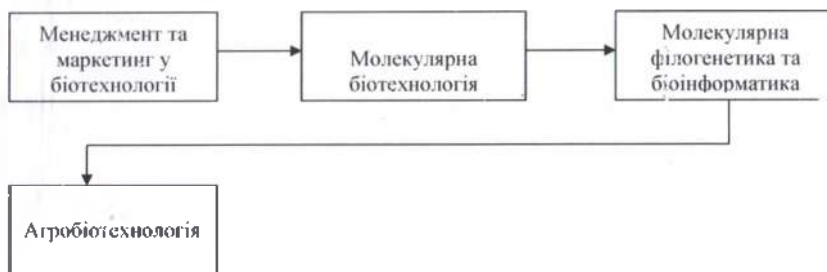 Менеджмент та
маркетинг у
біотехнології
Молекулярна
біотехнологія
Молекулярна
філогенетика та
біоінформатика
Агробіотехнологія